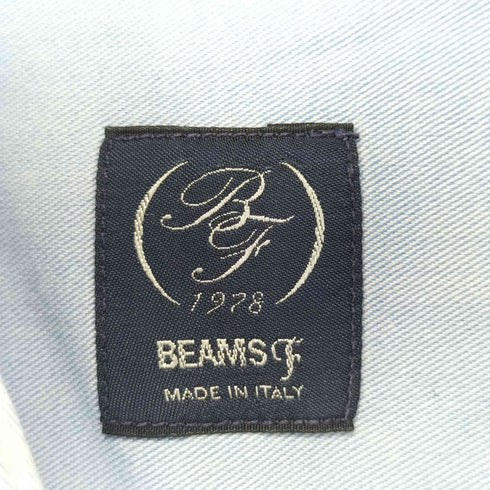 BF
1978
BEAMS F
MADE IN ITALY